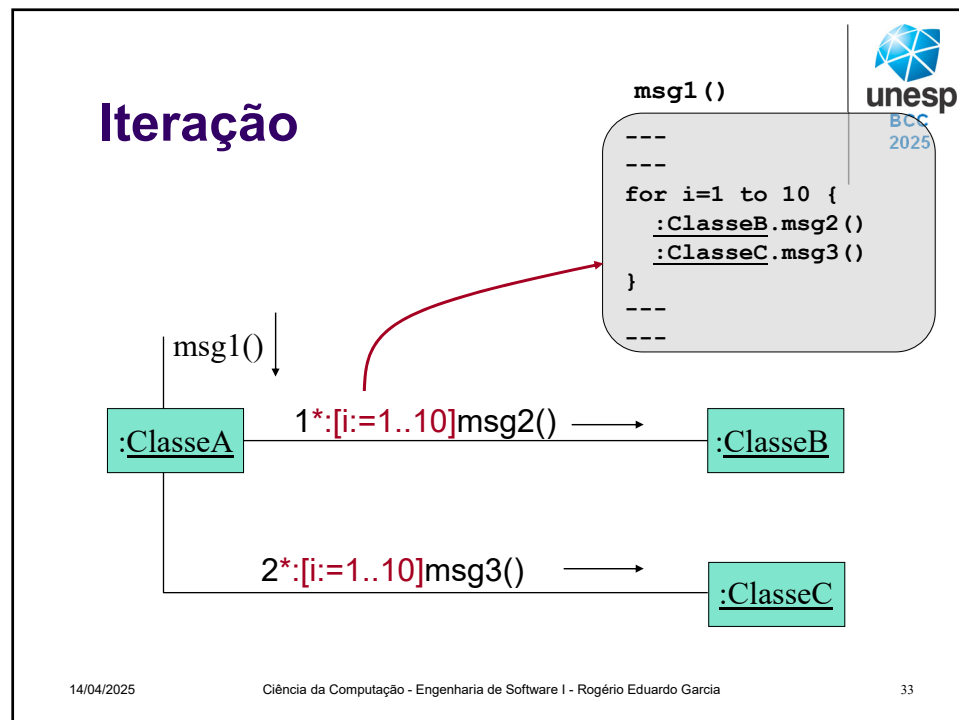 Iteração
msg1()
unesp
BCC
2025
---
---
for i=1 to 10 {
:ClasseB.msg2()
:ClasseC.msg3()
}
---
---
msg1()
1*:[i:=1..10]msg2()
:ClasseA
:ClasseB
2*:[i:=1..10]msg3()
:ClasseC
14/04/2025
Ciência da Computação - Engenharia de Software I - Rogério Eduardo Garcia
33